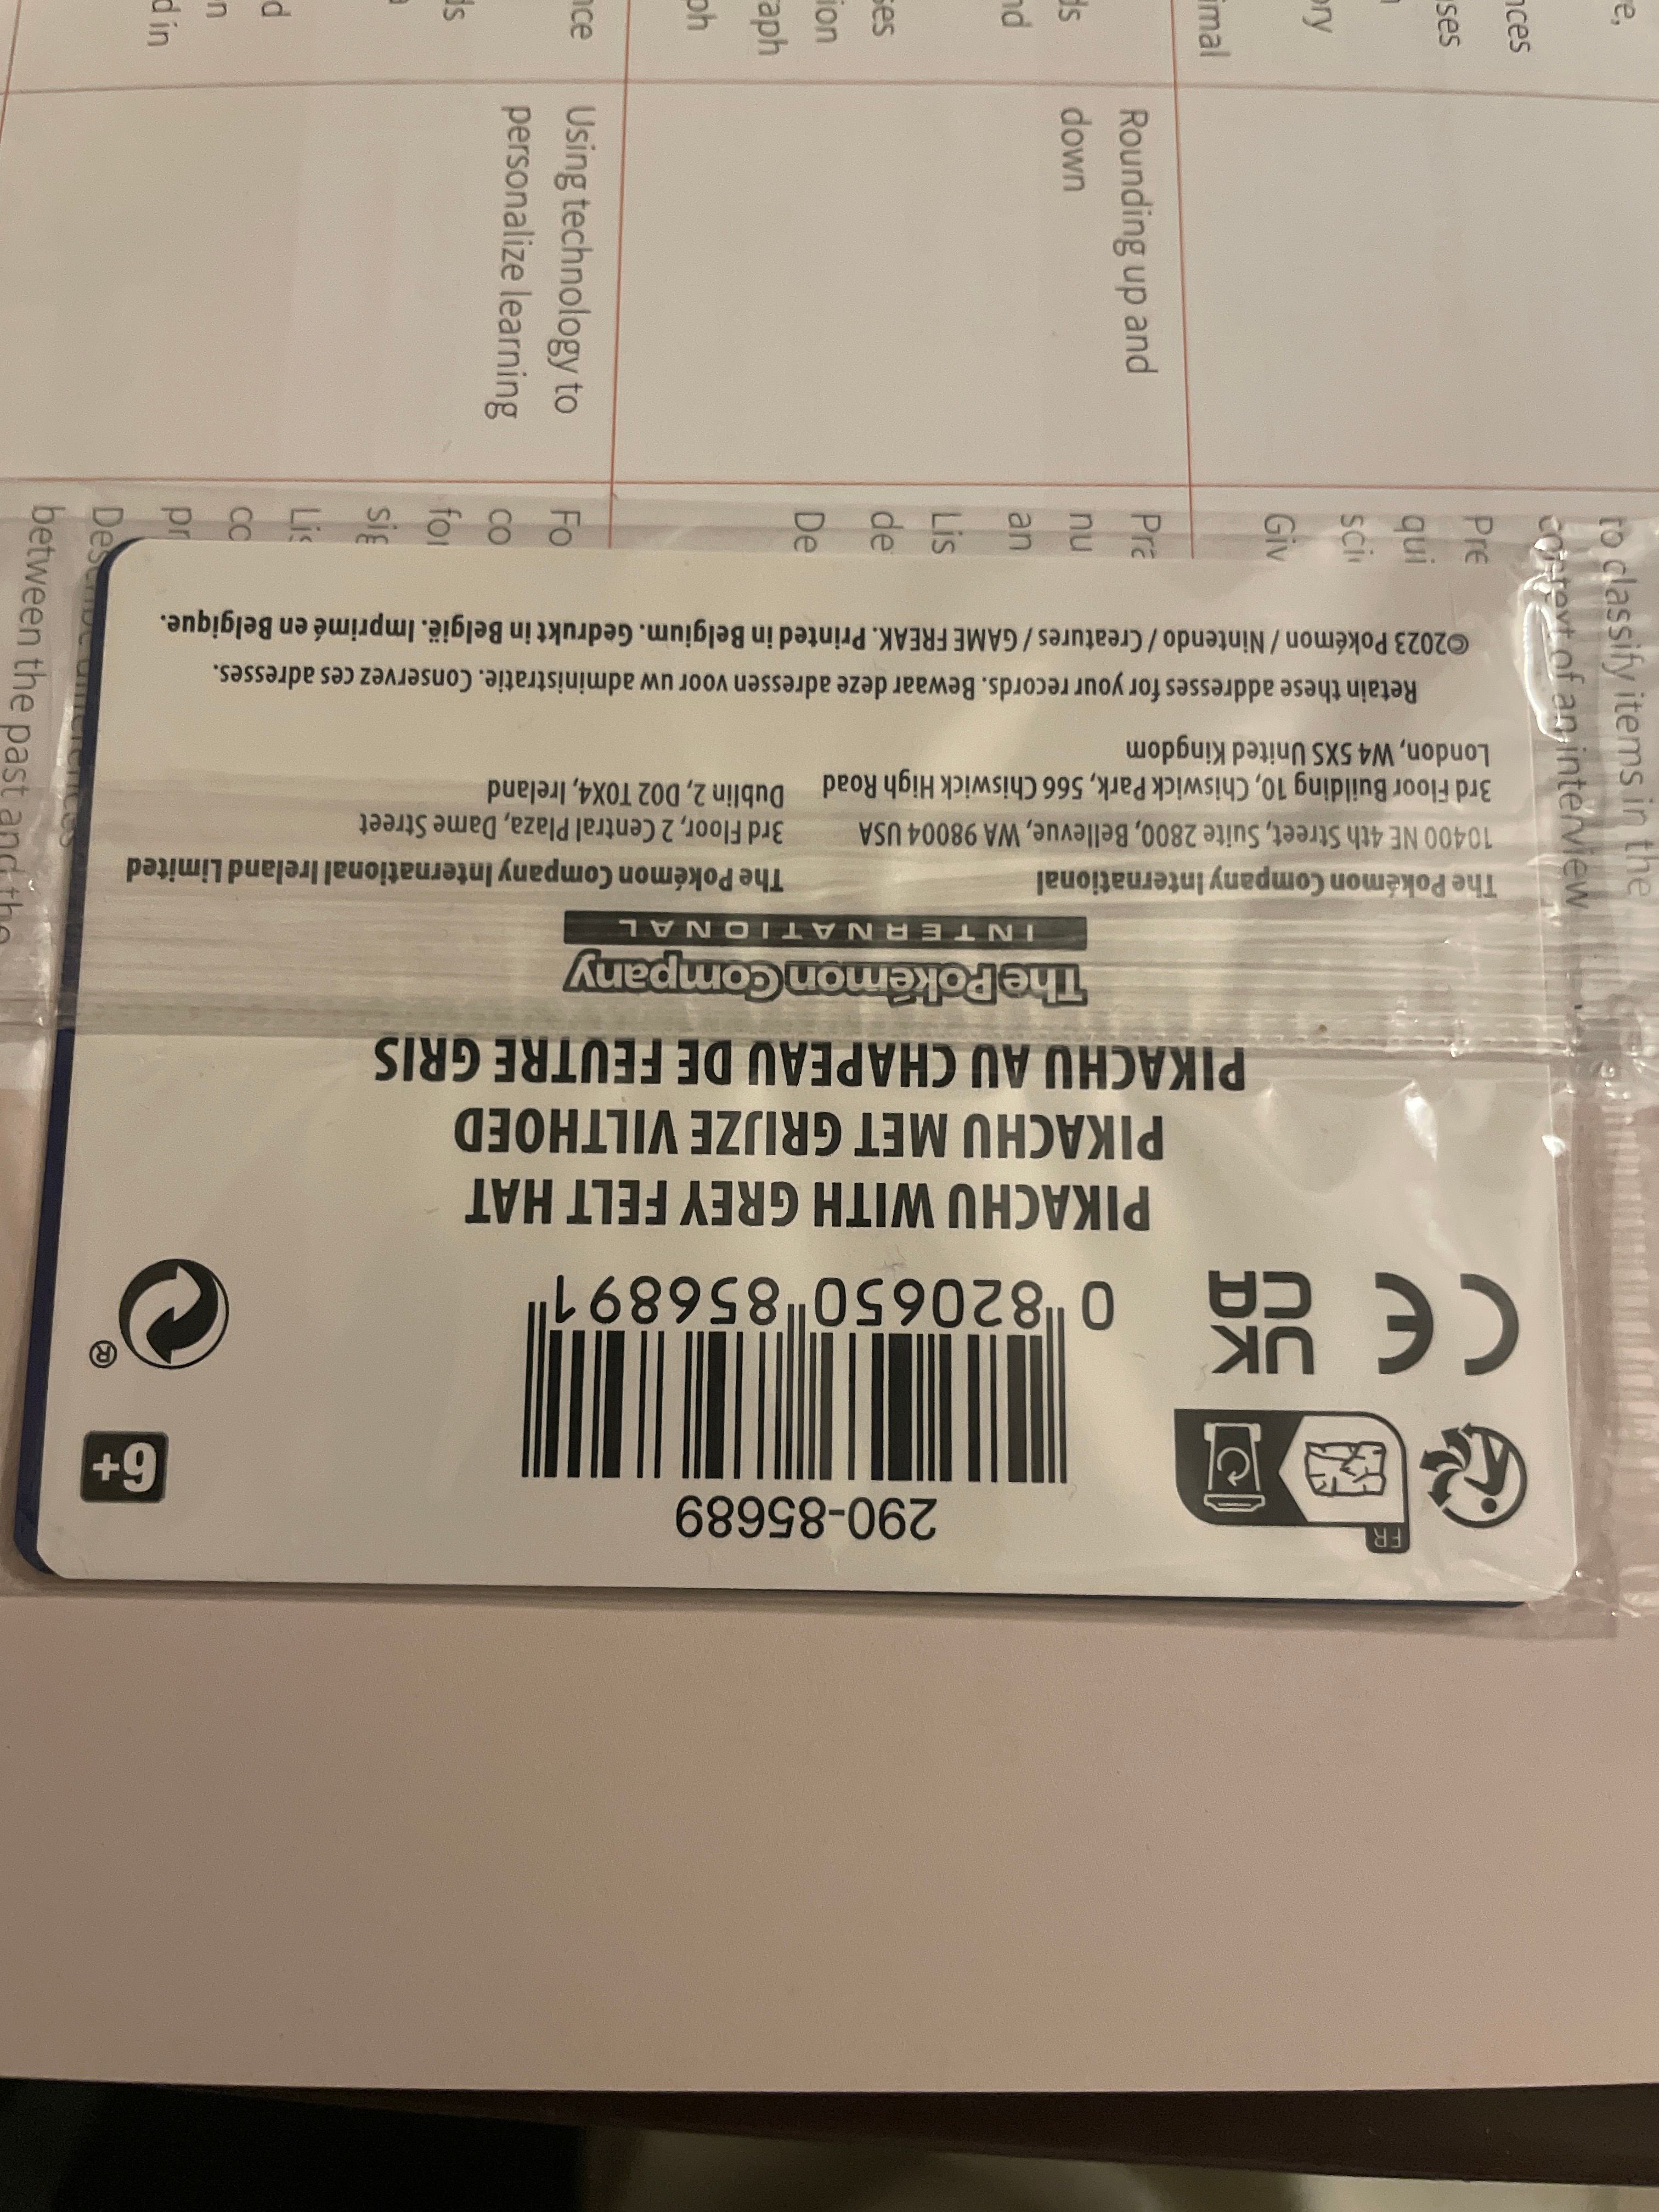 290-85689
FR
6+
0 820650 856891
CE
UK
CA
®
PIKACHU WITH GREY FELT HAT
PIKACHU MET GRIJZE VILTHOED
PIKACHU AU CHAPEAU DE FEUTRE GRIS
The Pokémon Company
INTERNATIONAL
The Pokémon Company International
10400 NE 4th Street, Suite 2800, Bellevue, WA 98004 USA
3rd Floor Building 10, Chiswick Park, 566 Chiswick High Road
London, W4 5XS United Kingdom
The Pokémon Company International Ireland Limited
3rd Floor, 2 Central Plaza, Dame Street
Dublin 2, D02 T0X4, Ireland
Retain these addresses for your records. Bewaar deze adressen voor uw administratie. Conservez ces adresses.
©2023 Pokémon / Nintendo / Creatures / GAME FREAK. Printed in Belgium. Gedrukt in België. Imprimé en Belgique.
Rounding up and
down
Using technology to
personalize learning
to classify items in the
context of an interview
between the past and the